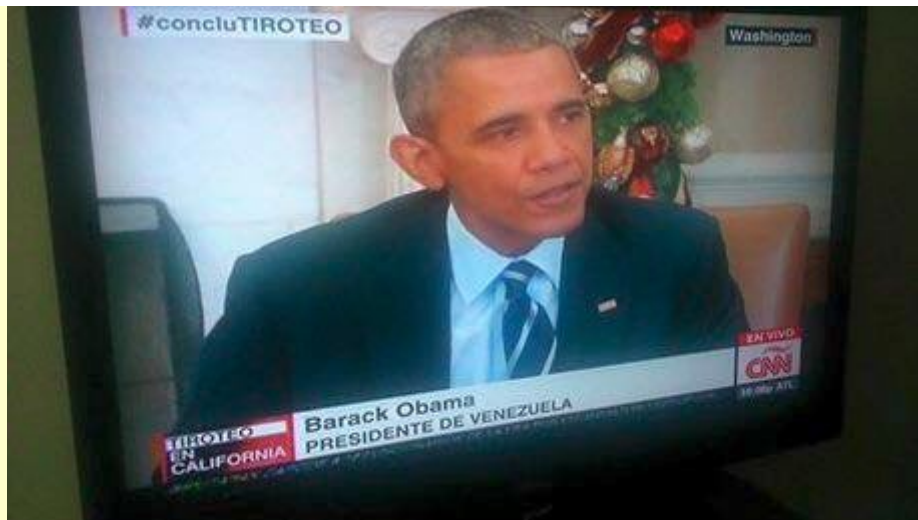 #concluTIROTEO
Washington
EN VIVO
CNN
Barack Obama
PRESIDENTE DE VENEZUELA
TIROTEO
EN
CALIFORNIA